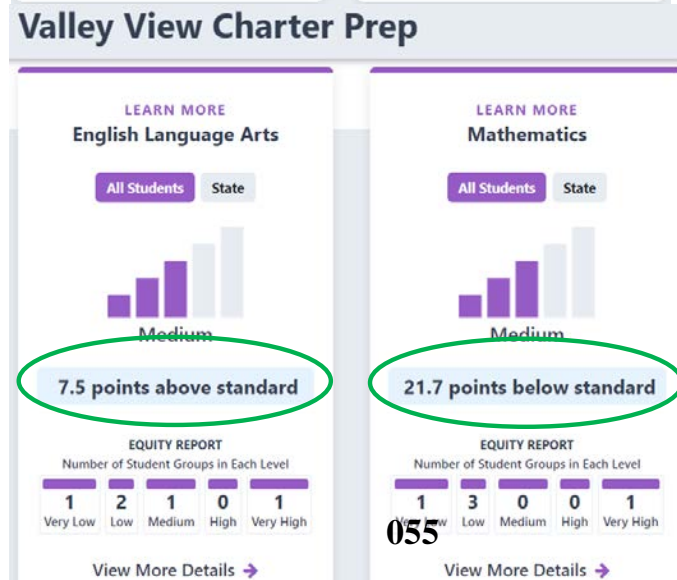 Valley View Charter Prep
LEARN MORE
English Language Arts
All Students State
Medium
7.5 points above standard
EQUITY REPORT
Number of Student Groups in Each Level
1 2 1 0 1
Very Low Low Medium High Very High
View More Details →
LEARN MORE
Mathematics
All Students State
Medium
21.7 points below standard
EQUITY REPORT
Number of Student Groups in Each Level
1 3 0 0 1
Very Low Low Medium High Very High
055
View More Details →